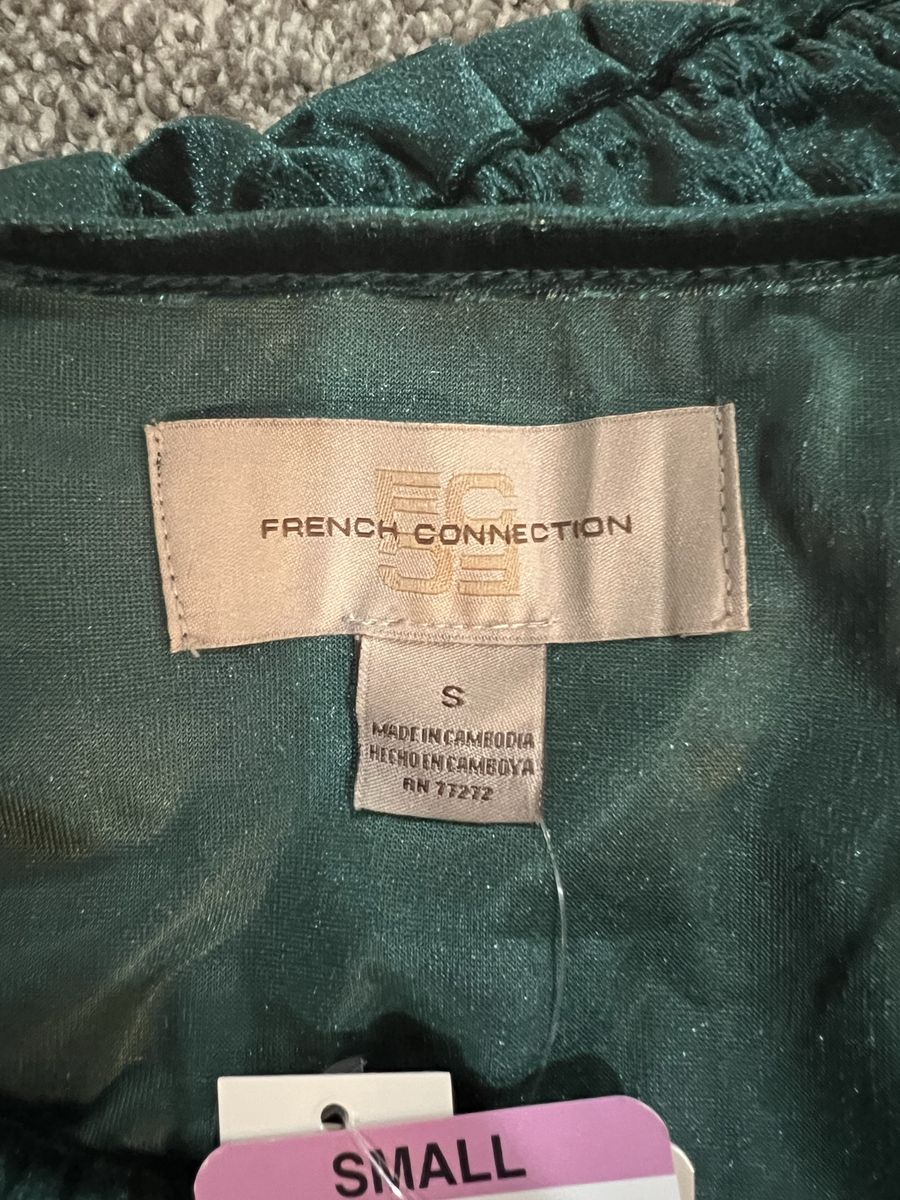 FC
FRENCH CONNECTION
S
MADE IN CAMBODIA
HECHO EN CAMBOYA
RN 77272
SMALL